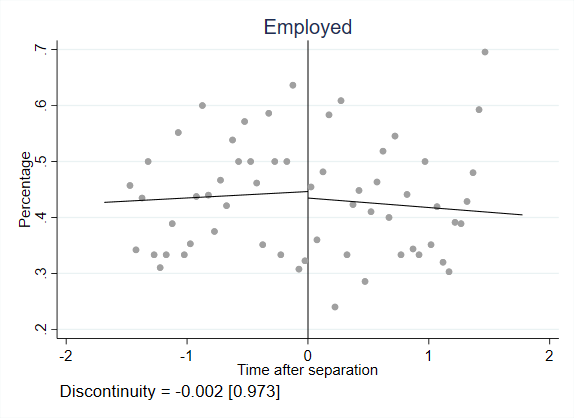 Employed
.7
.6
.5
.4
.3
.2
Percentage
-2
-1
0
1
2
Time after separation
Discontinuity = -0.002 [0.973]